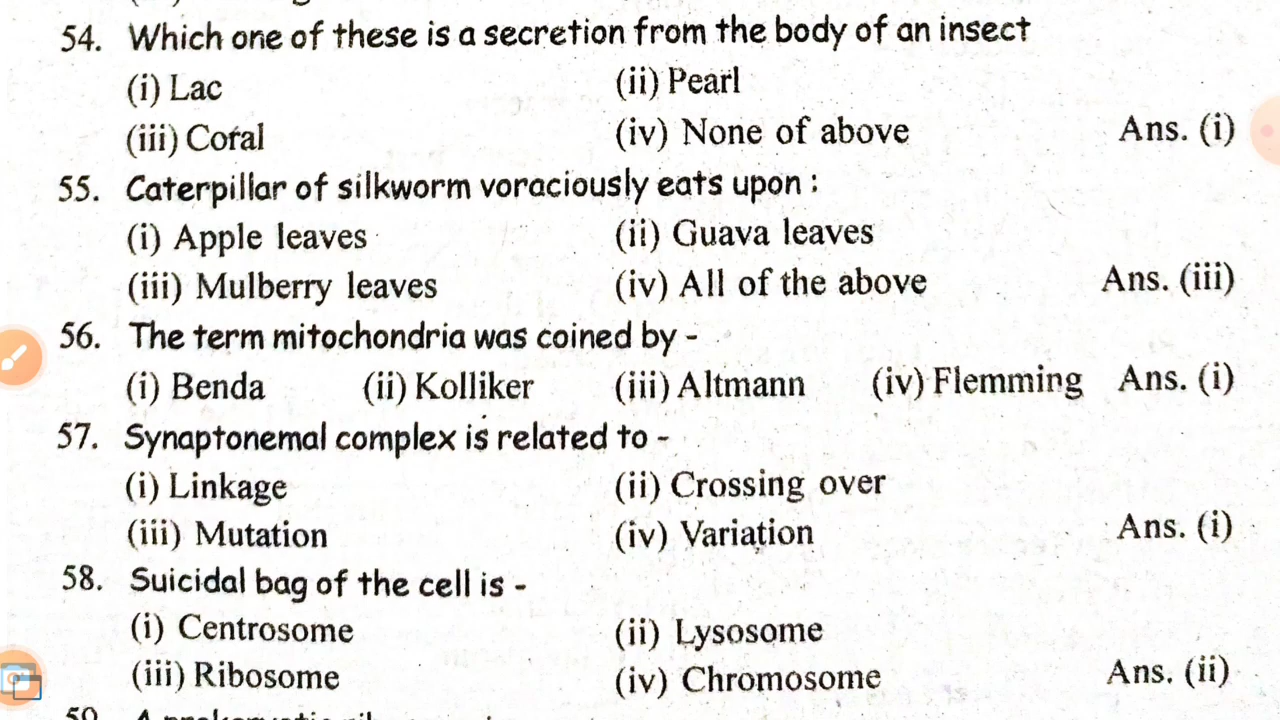 54. Which one of these is a secretion from the body of an insect
(i) Lac (ii) Pearl
(iii) Coral (iv) None of above Ans. (i)
55. Caterpillar of silkworm voraciously eats upon :
(i) Apple leaves (ii) Guava leaves
(iii) Mulberry leaves (iv) All of the above Ans. (iii)
56. The term mitochondria was coined by -
(i) Benda (ii) Kolliker (iii) Altmann (iv) Flemming Ans. (i)
57. Synaptonemal complex is related to -
(i) Linkage (ii) Crossing over
(iii) Mutation (iv) Variation Ans. (i)
58. Suicidal bag of the cell is -
(i) Centrosome (ii) Lysosome
(iii) Ribosome (iv) Chromosome Ans. (ii)
59. A prokaryotic